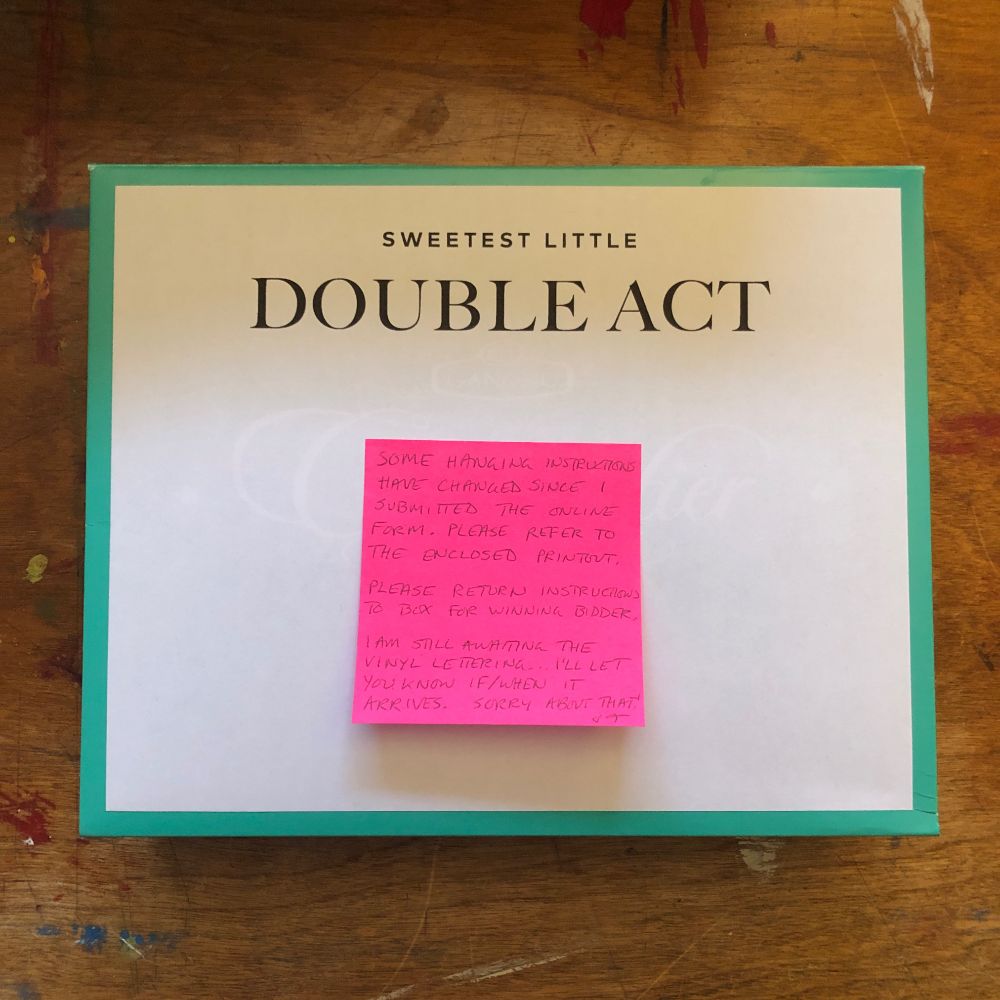 SWEETEST LITTLE
DOUBLE ACT
SOME HANGING INSTRUCTIONS
HAVE CHANGED SINCE I
SUBMITTED THE ONLINE
FORM. PLEASE REFER TO
THE ENCLOSED PRINTOUT.
PLEASE RETURN INSTRUCTIONS
TO BOX FOR WINNING BIDDER.
I AM STILL AWAITING THE
VINYL LETTERING... I'LL LET
YOU KNOW IF/WHEN IT
ARRIVES. SORRY ABOUT THAT!
JT